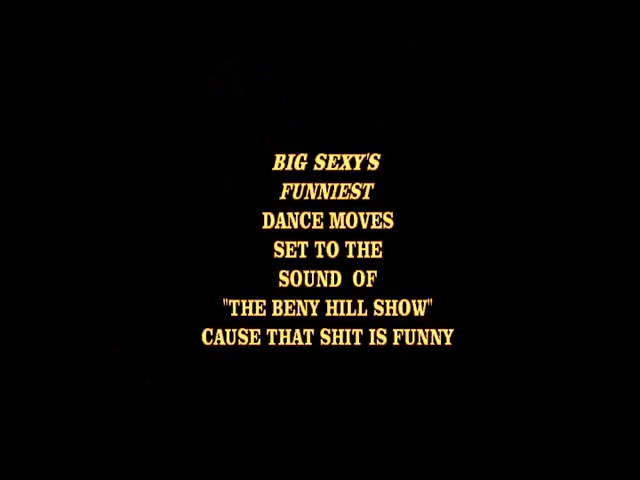 BIG SEXY'S
FUNNIEST
DANCE MOVES
SET TO THE
SOUND OF
"THE BENY HILL SHOW"
CAUSE THAT SHIT IS FUNNY